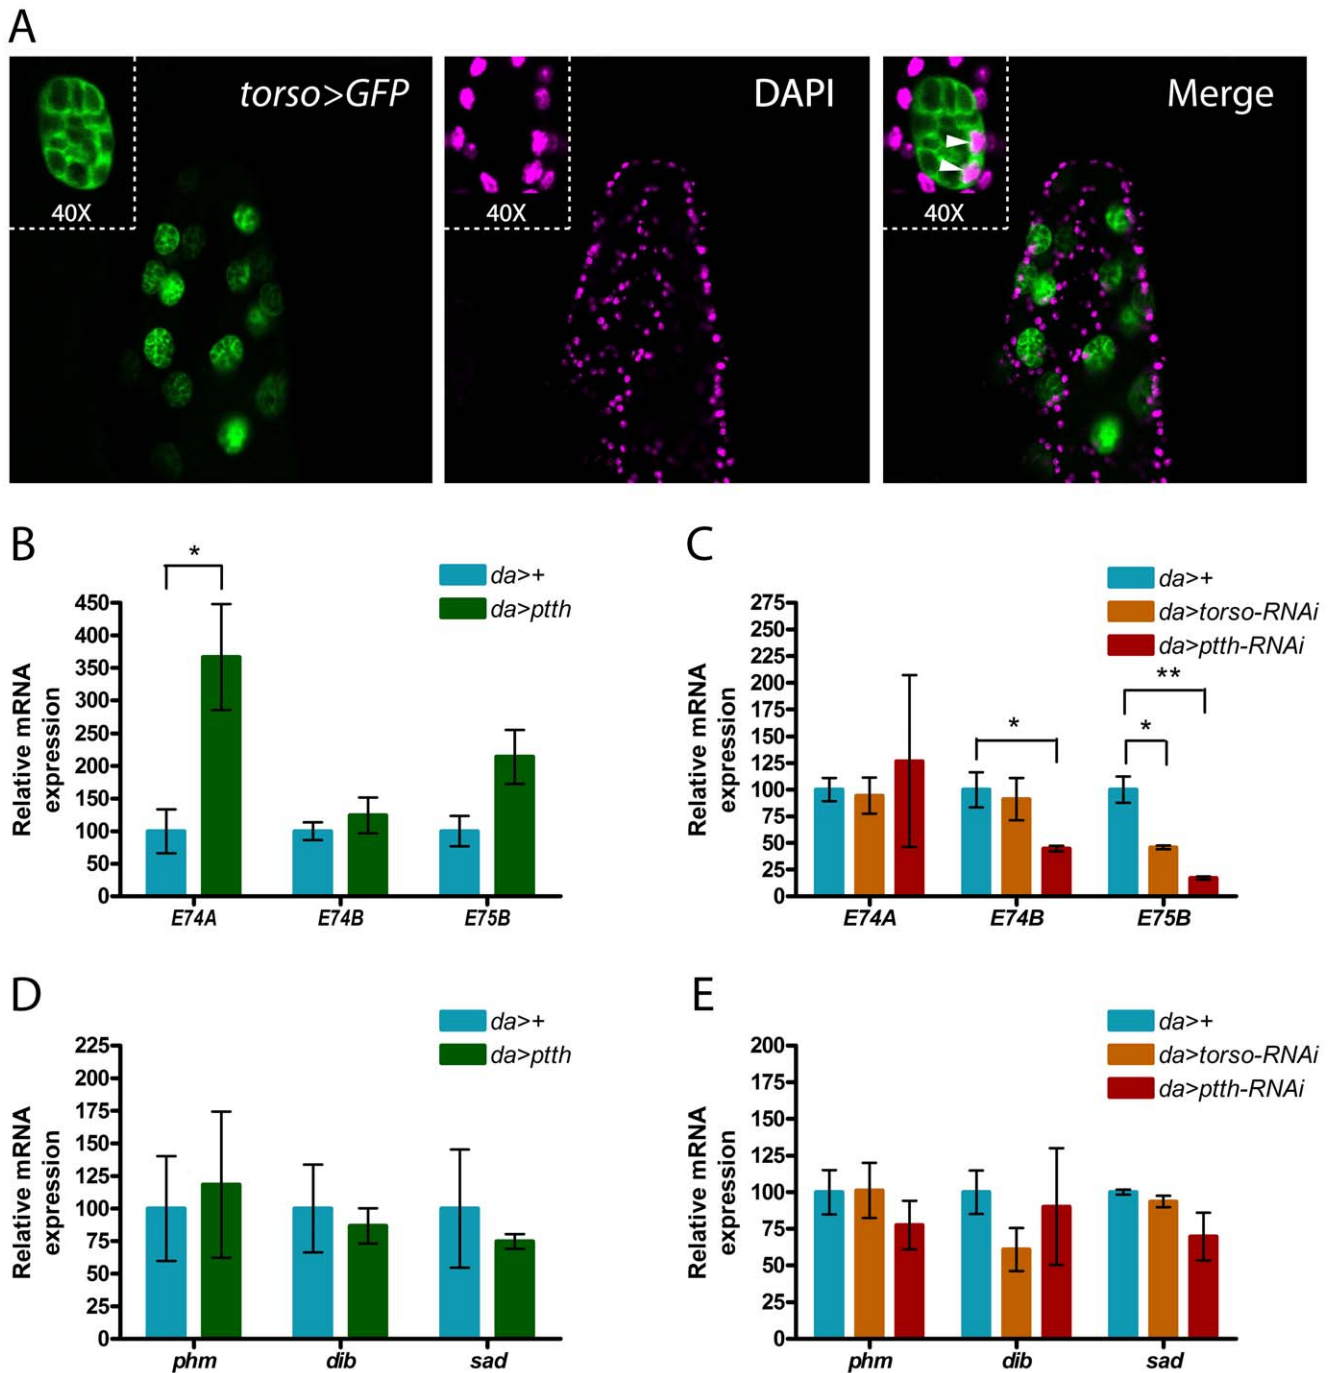 A
torso>GFP
DAPI
Merge
40X
40X
40X
B
*
da>+
da>ptth
Relative mRNA
expression
450
400
350
300
250
200
150
100
50
0
E74A
E74B
E75B
C
da>+
da>torso-RNAi
da>ptth-RNAi
**
*
*
Relative mRNA
expression
275
250
225
200
175
150
125
100
75
50
25
0
E74A
E74B
E75B
D
da>+
da>ptth
Relative mRNA
expression
225
200
175
150
125
100
75
50
25
0
phm
dib
sad
E
da>+
da>torso-RNAi
da>ptth-RNAi
Relative mRNA
expression
200
175
150
125
100
75
50
25
0
phm
dib
sad